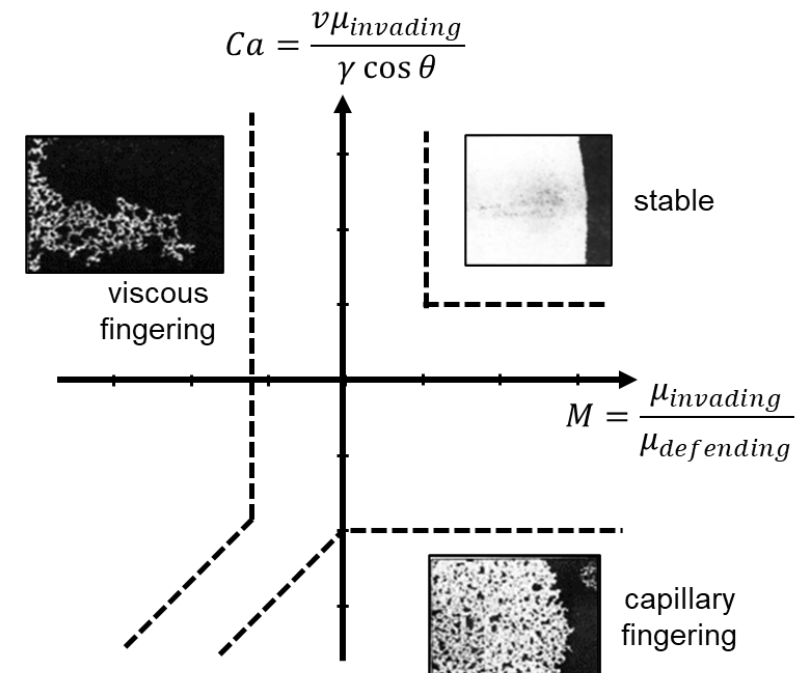 Ca = vμ_invading / γ cos θ
stable
viscous
fingering
M = μ_invading / μ_defending
capillary
fingering